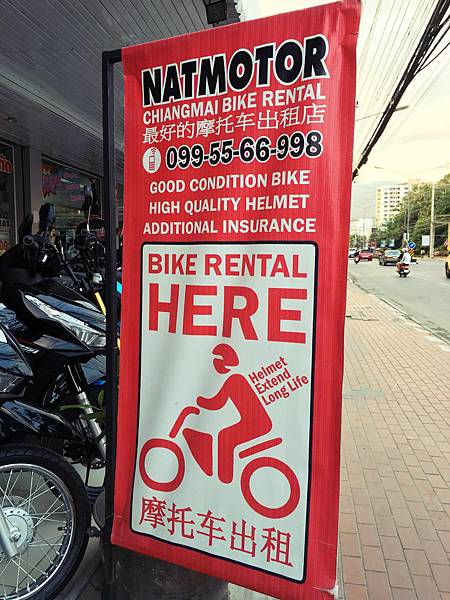 NATMOTOR
CHIANGMAI BIKE RENTAL
最好的摩托车出租店
099-55-66-998
GOOD CONDITION BIKE
HIGH QUALITY HELMET
ADDITIONAL INSURANCE
BIKE RENTAL
HERE
Helmet
Extend
Long Life
摩托车出租